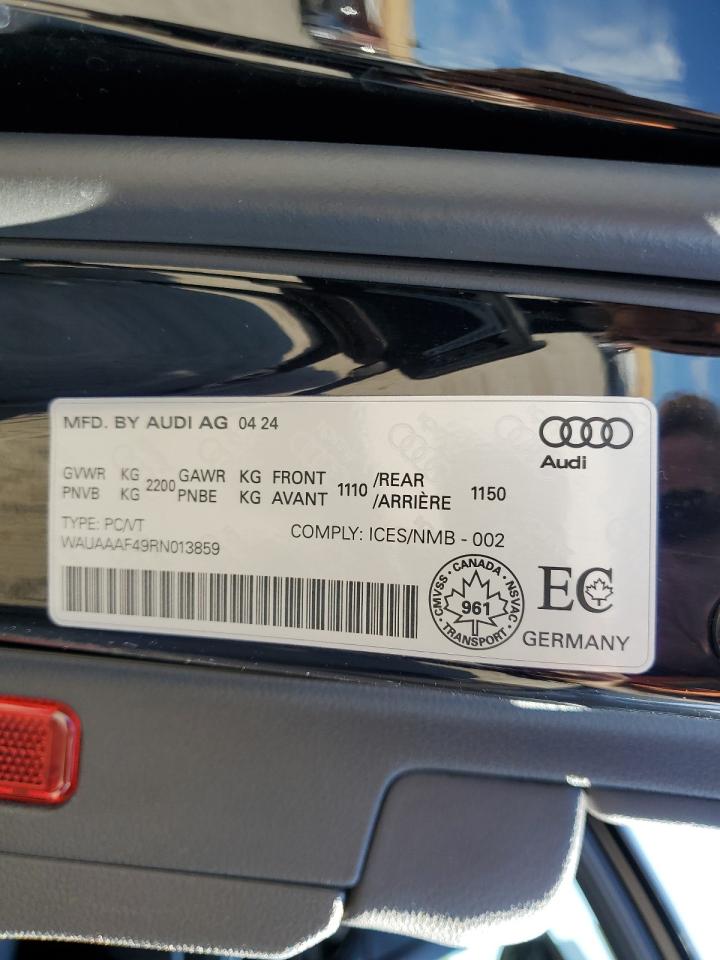 MFD. BY AUDI AG 04 24
Audi
GVWR KG 2200 GAWR KG FRONT 1110 /REAR 1150
PNVB KG PNBE KG AVANT /ARRIÈRE
TYPE: PC/VT
COMPLY: ICES/NMB - 002
WAUAAAF49RN013859
CMVSS · CANADA · NSVAC · TRANSPORT ·
961
EC
GERMANY